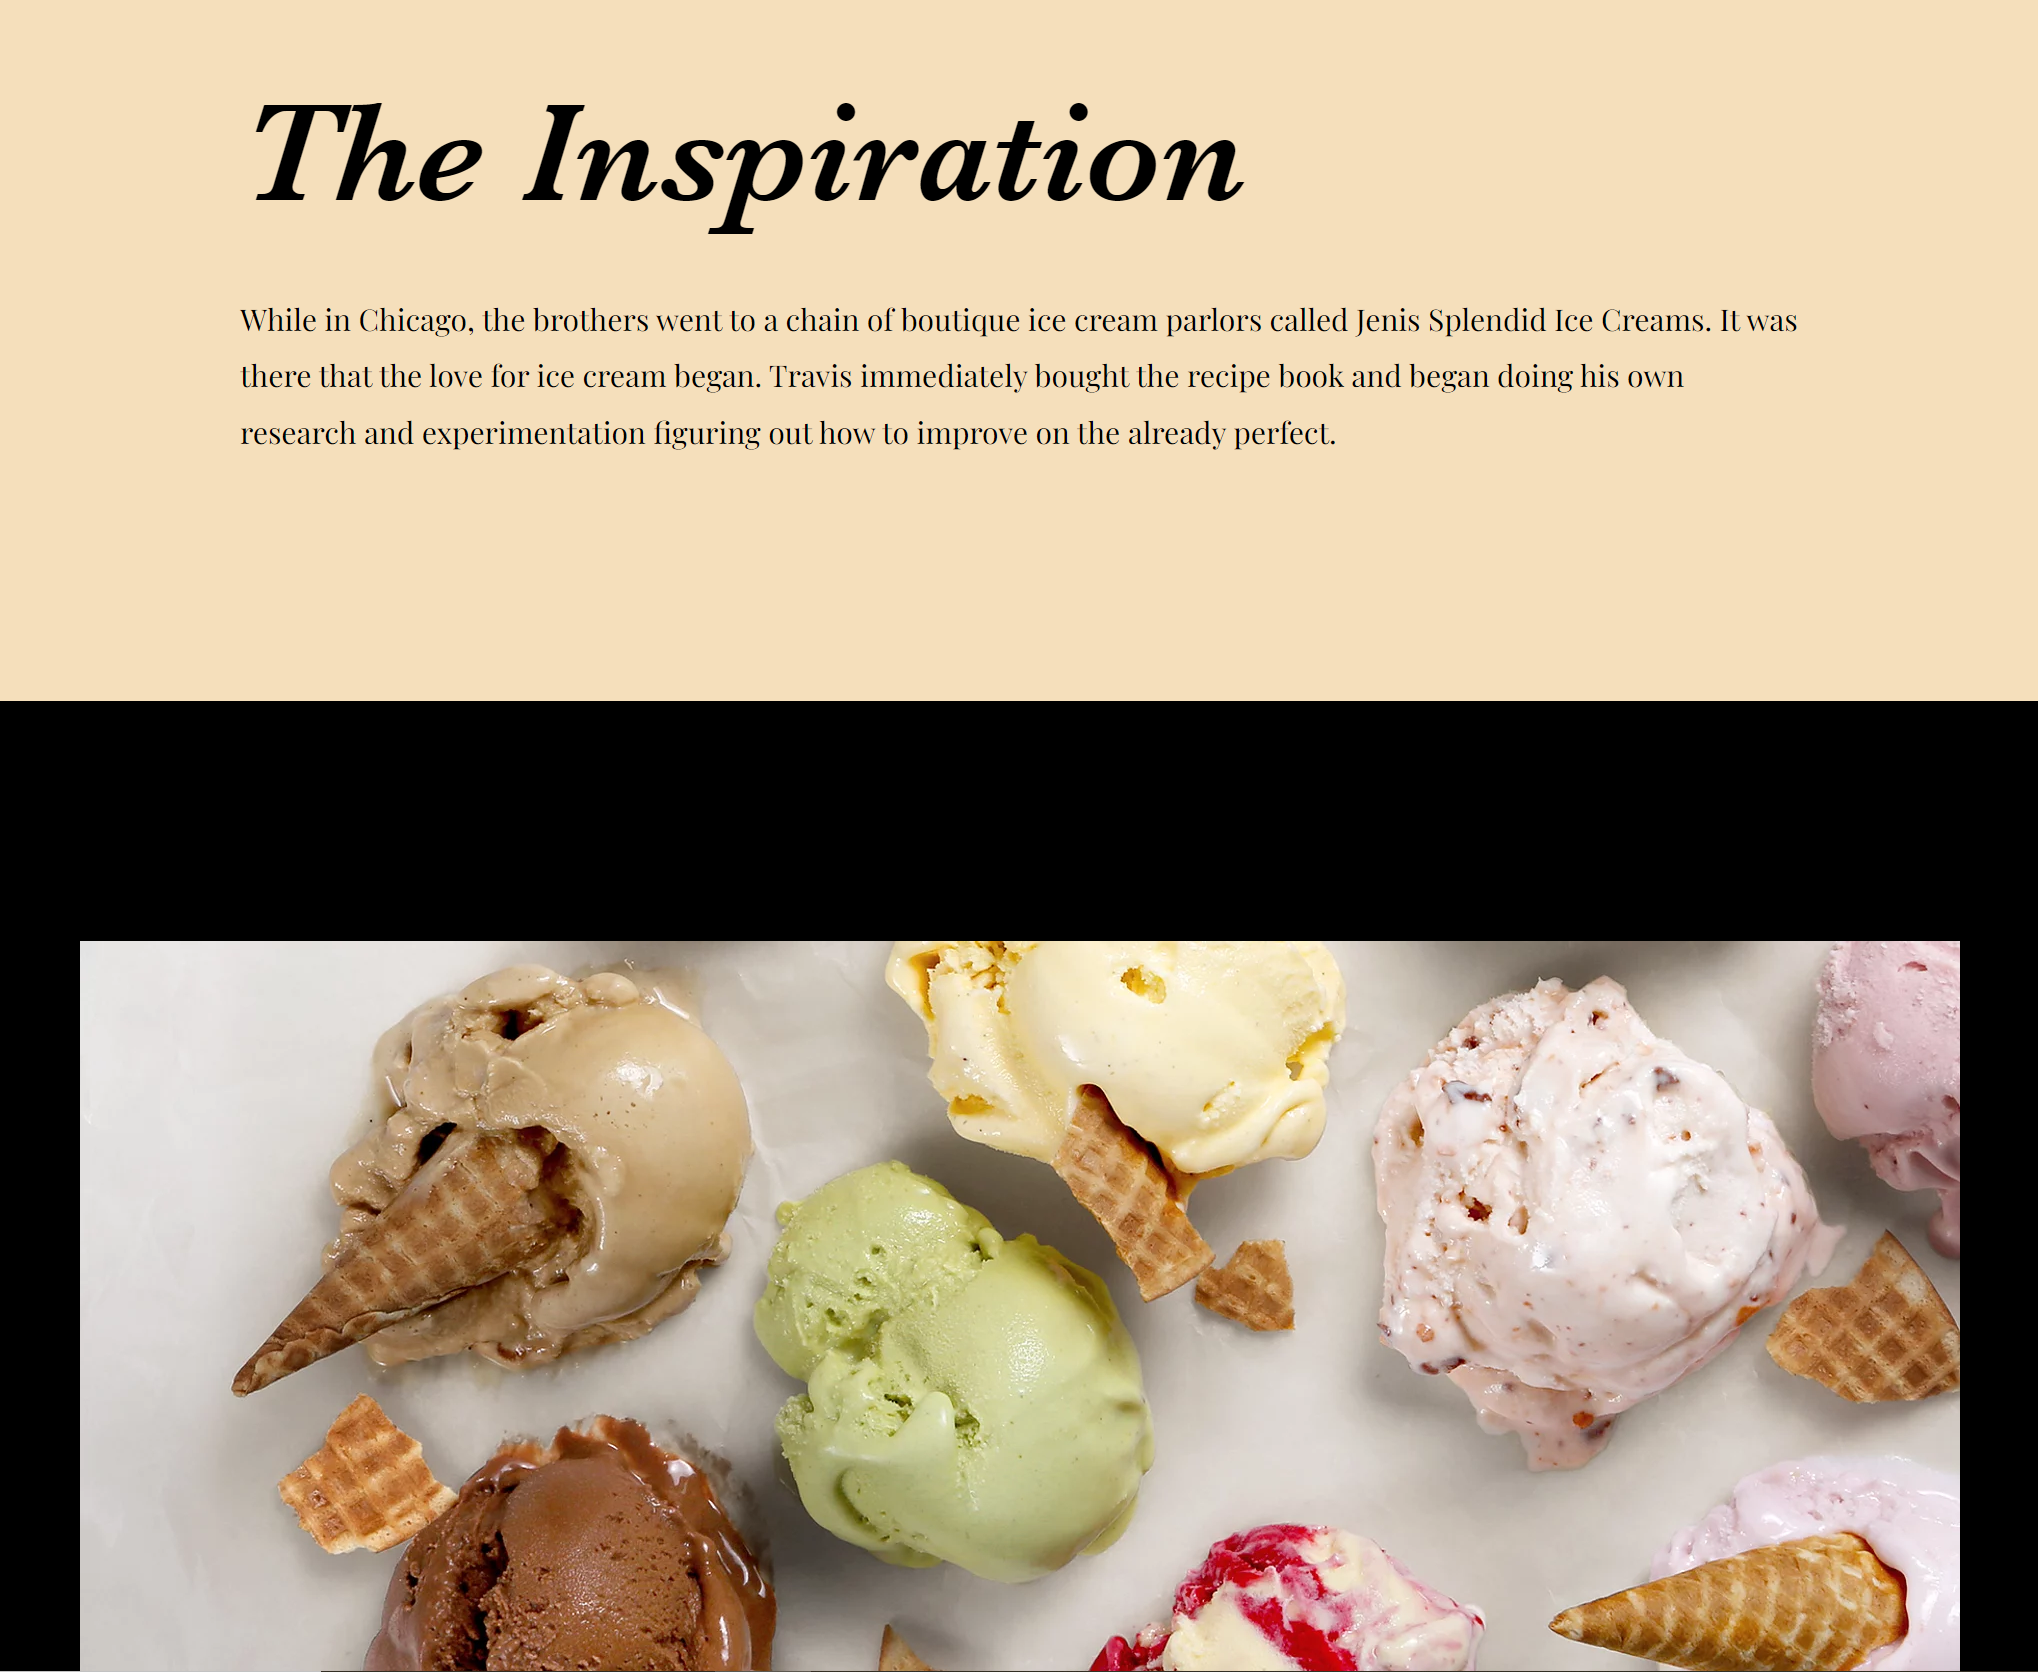 The Inspiration
While in Chicago, the brothers went to a chain of boutique ice cream parlors called Jenis Splendid Ice Creams. It was
there that the love for ice cream began. Travis immediately bought the recipe book and began doing his own
research and experimentation figuring out how to improve on the already perfect.